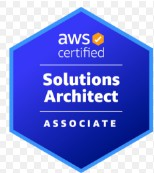 aws
certified
Solutions
Architect
ASSOCIATE